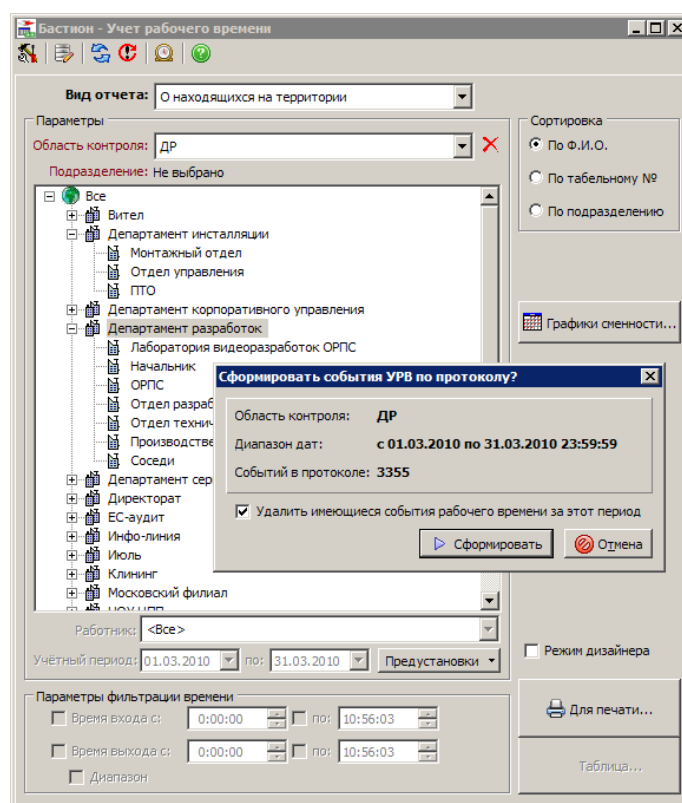 Бастион - Учет рабочего времени
Вид отчета: О находящихся на территории
Параметры
Область контроля: ДР
Подразделение: Не выбрано
Все
Вител
Департамент инсталляции
Монтажный отдел
Отдел управления
ПТО
Департамент корпоративного управления
Департамент разработок
Лаборатория видеоразработок ОРПС
Начальник
ОРПС
Отдел разраб
Отдел технич
Производстве
Соседи
Департамент сер
Директорат
ЕС-аудит
Инфо-линия
Июль
Клининг
Московский филиал
Работник: <Все>
Учётный период: 01.03.2010 по: 31.03.2010 Предустановки
Параметры фильтрации времени
Время входа с: 0:00:00 по: 10:56:03
Время выхода с: 0:00:00 по: 10:56:03
Диапазон
Сортировка
По Ф.И.О.
По табельному №
По подразделению
Графики сменности...
Сформировать события УРВ по протоколу?
Область контроля: ДР
Диапазон дат: с 01.03.2010 по 31.03.2010 23:59:59
Событий в протоколе: 3355
Удалить имеющиеся события рабочего времени за этот период
Сформировать Отмена
Режим дизайнера
Для печати...
Таблица...